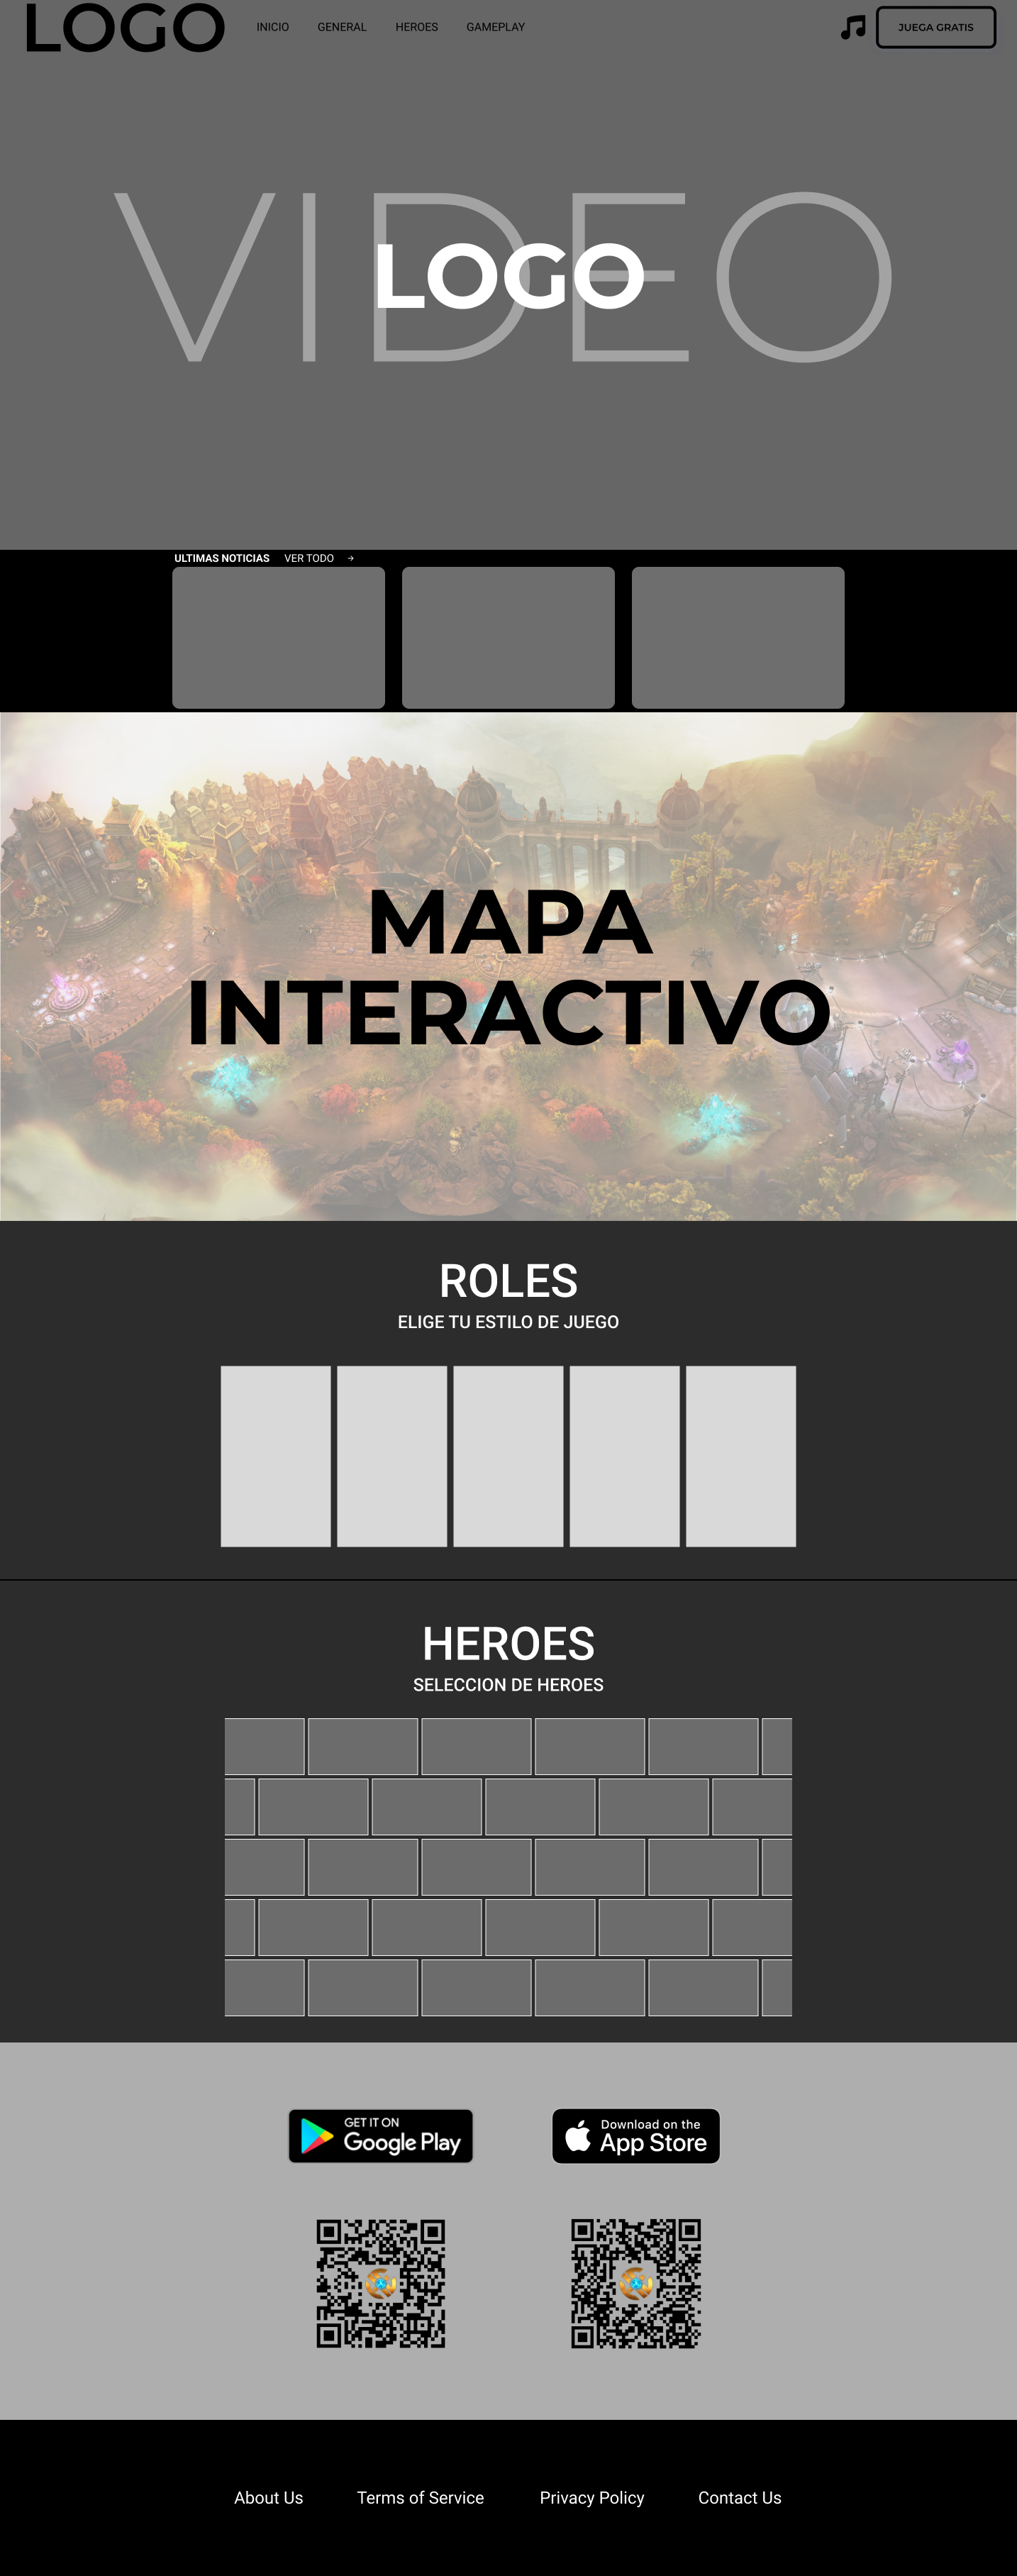 LOGO
INICIO GENERAL HEROES GAMEPLAY
JUEGA GRATIS
VIDEO
LOGO
ULTIMAS NOTICIAS VER TODO →
MAPA
INTERACTIVO
ROLES
ELIGE TU ESTILO DE JUEGO
HEROES
SELECCION DE HEROES
GET IT ON
Google Play
Download on the
App Store
About Us Terms of Service Privacy Policy Contact Us